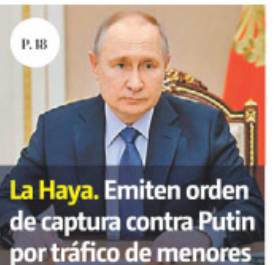 P. 18
La Haya. Emiten orden
de captura contra Putin
por tráfico de menores